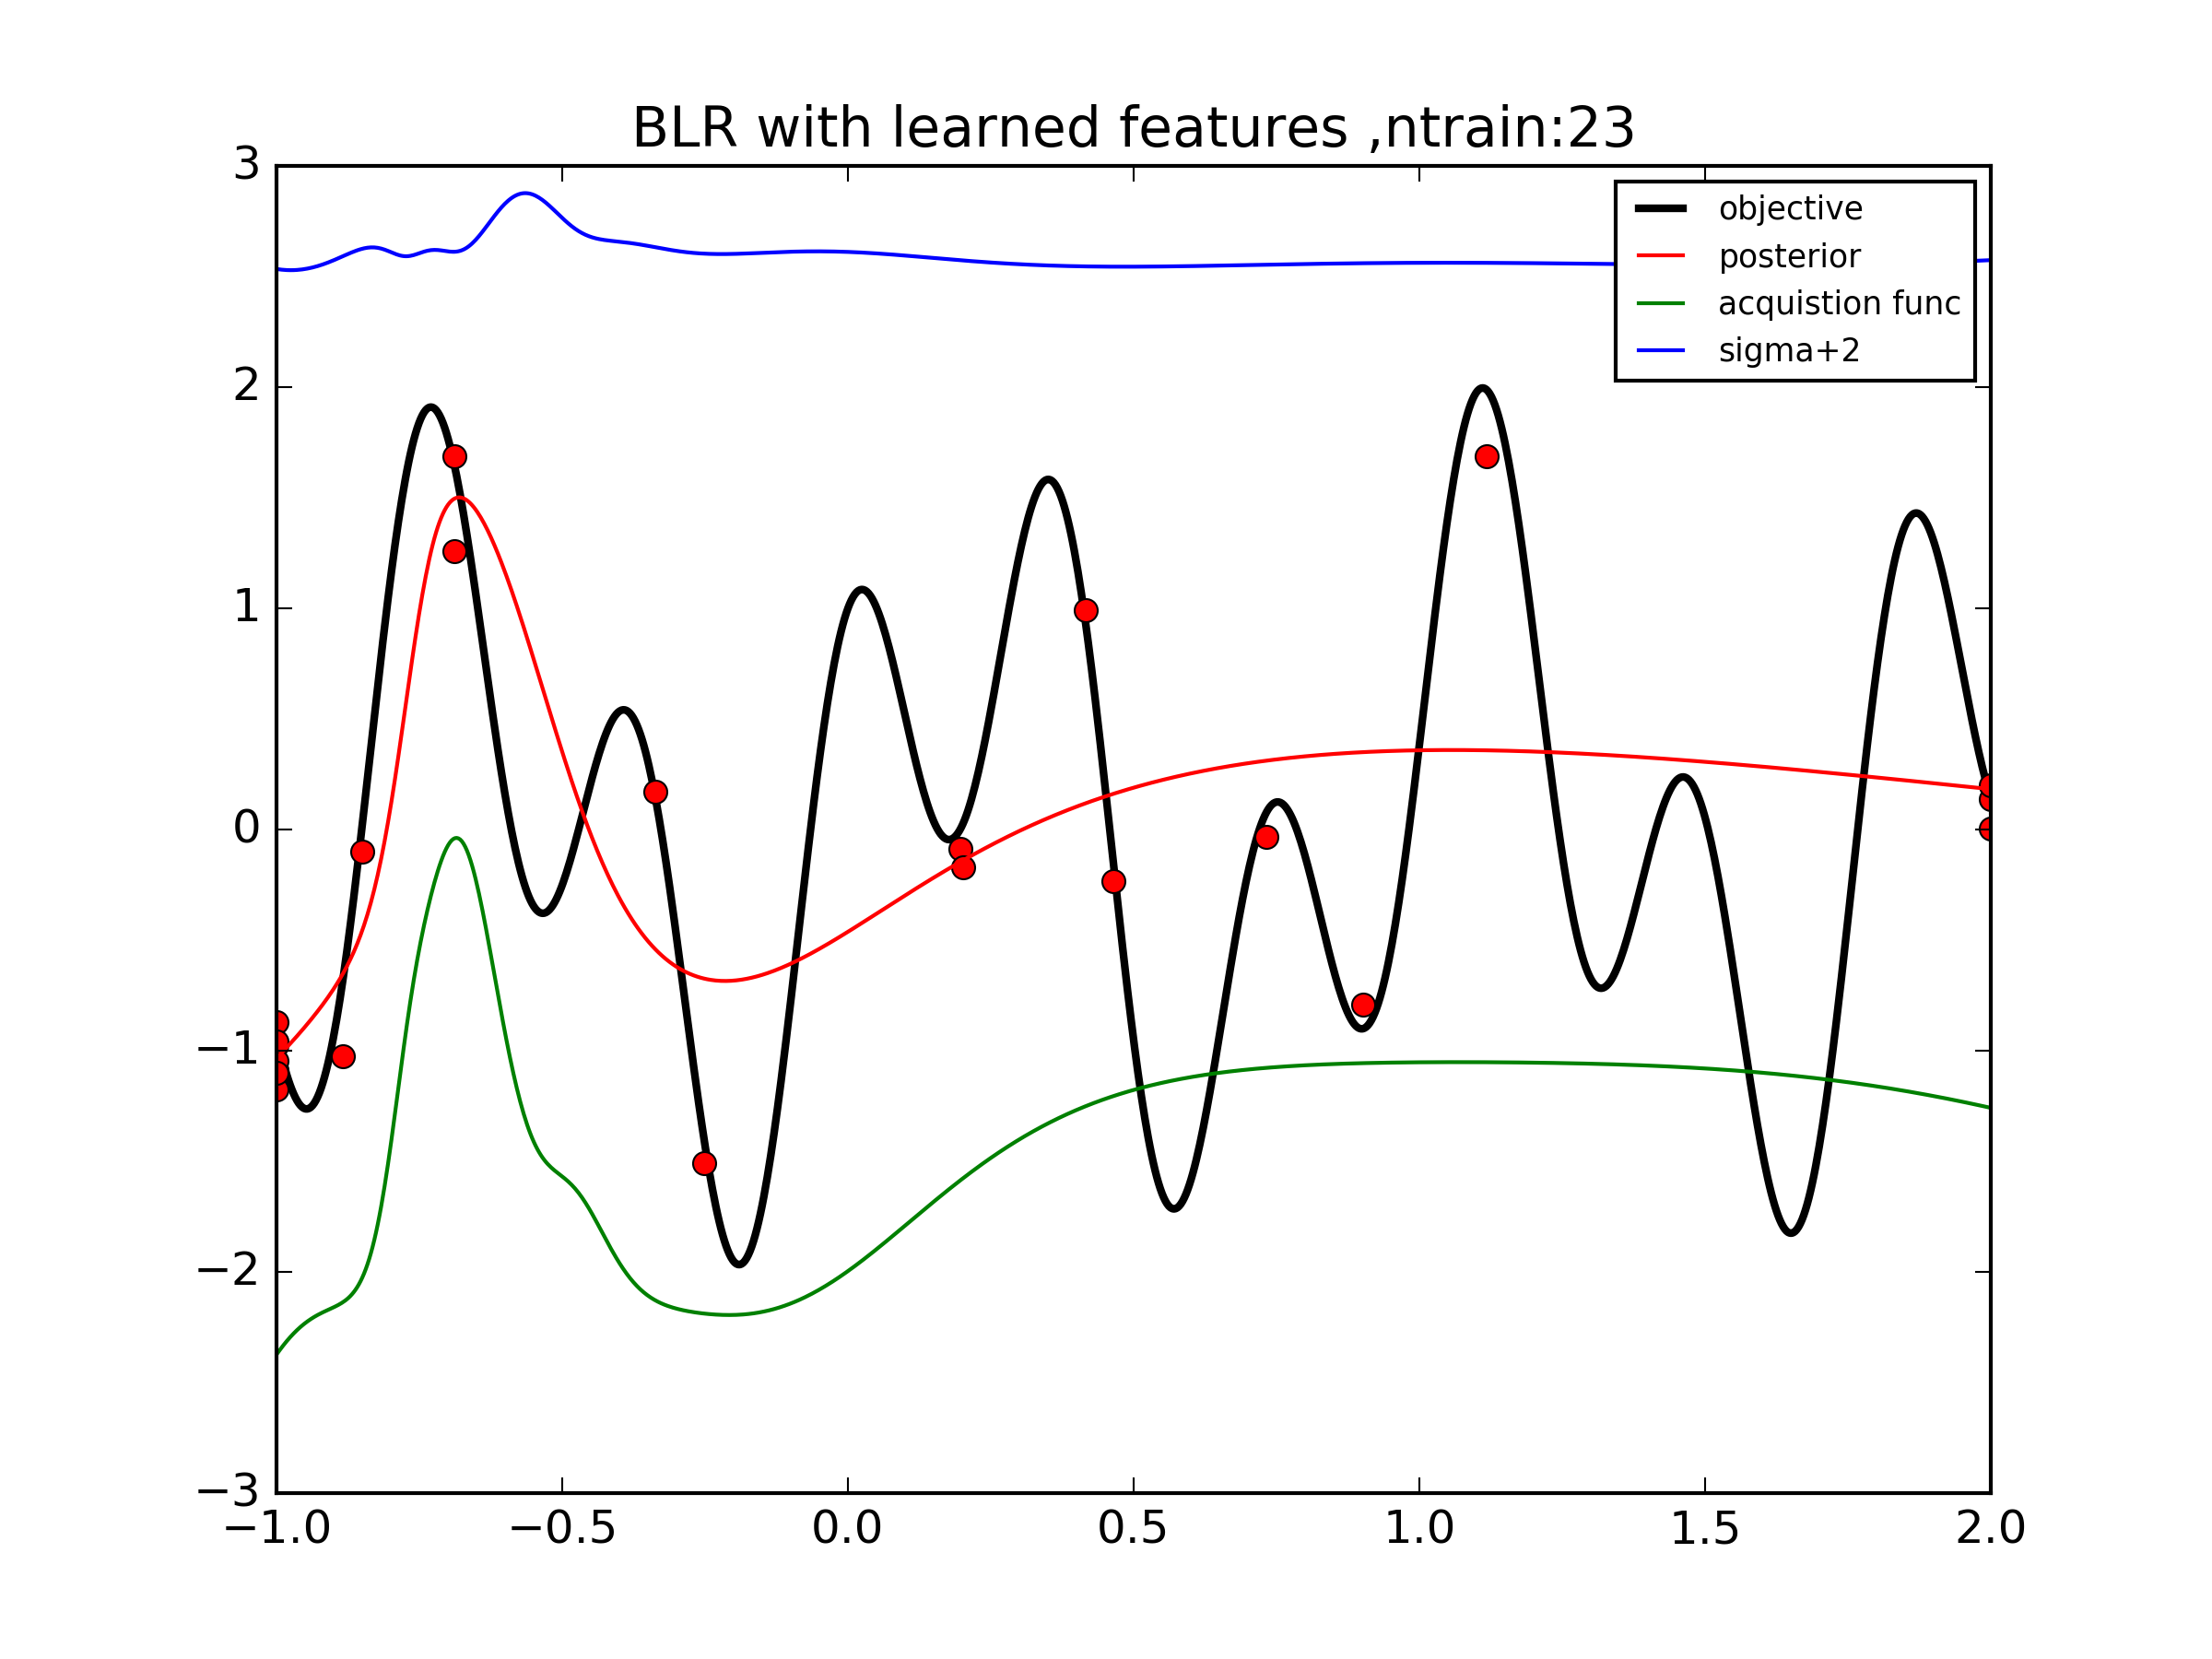 BLR with learned features ,ntrain:23
3
2
1
0
−1
−2
−3
−1.0 −0.5 0.0 0.5 1.0 1.5 2.0
objective
posterior
acquistion func
sigma+2